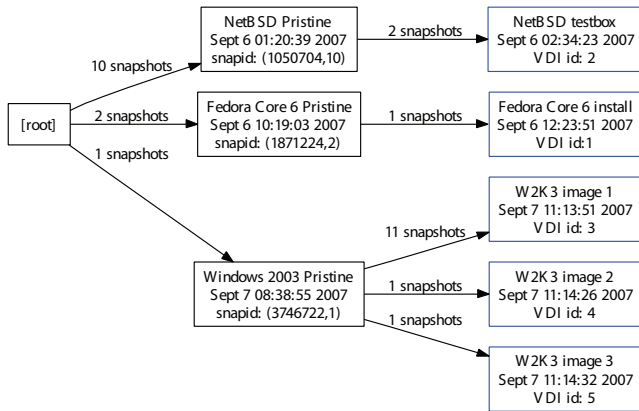 NetBSD Pristine
Sept 6 01:20:39 2007
snapid: (1050704,10)
2 snapshots
NetBSD testbox
Sept 6 02:34:23 2007
VDI id: 2
10 snapshots
[root]
2 snapshots
Fedora Core 6 Pristine
Sept 6 10:19:03 2007
snapid: (1871224,2)
1 snapshots
Fedora Core 6 install
Sept 6 12:23:51 2007
VDI id:1
1 snapshots
Windows 2003 Pristine
Sept 7 08:38:55 2007
snapid: (3746722,1)
11 snapshots
W2K3 image 1
Sept 7 11:13:51 2007
VDI id: 3
1 snapshots
W2K3 image 2
Sept 7 11:14:26 2007
VDI id: 4
1 snapshots
W2K3 image 3
Sept 7 11:14:32 2007
VDI id: 5